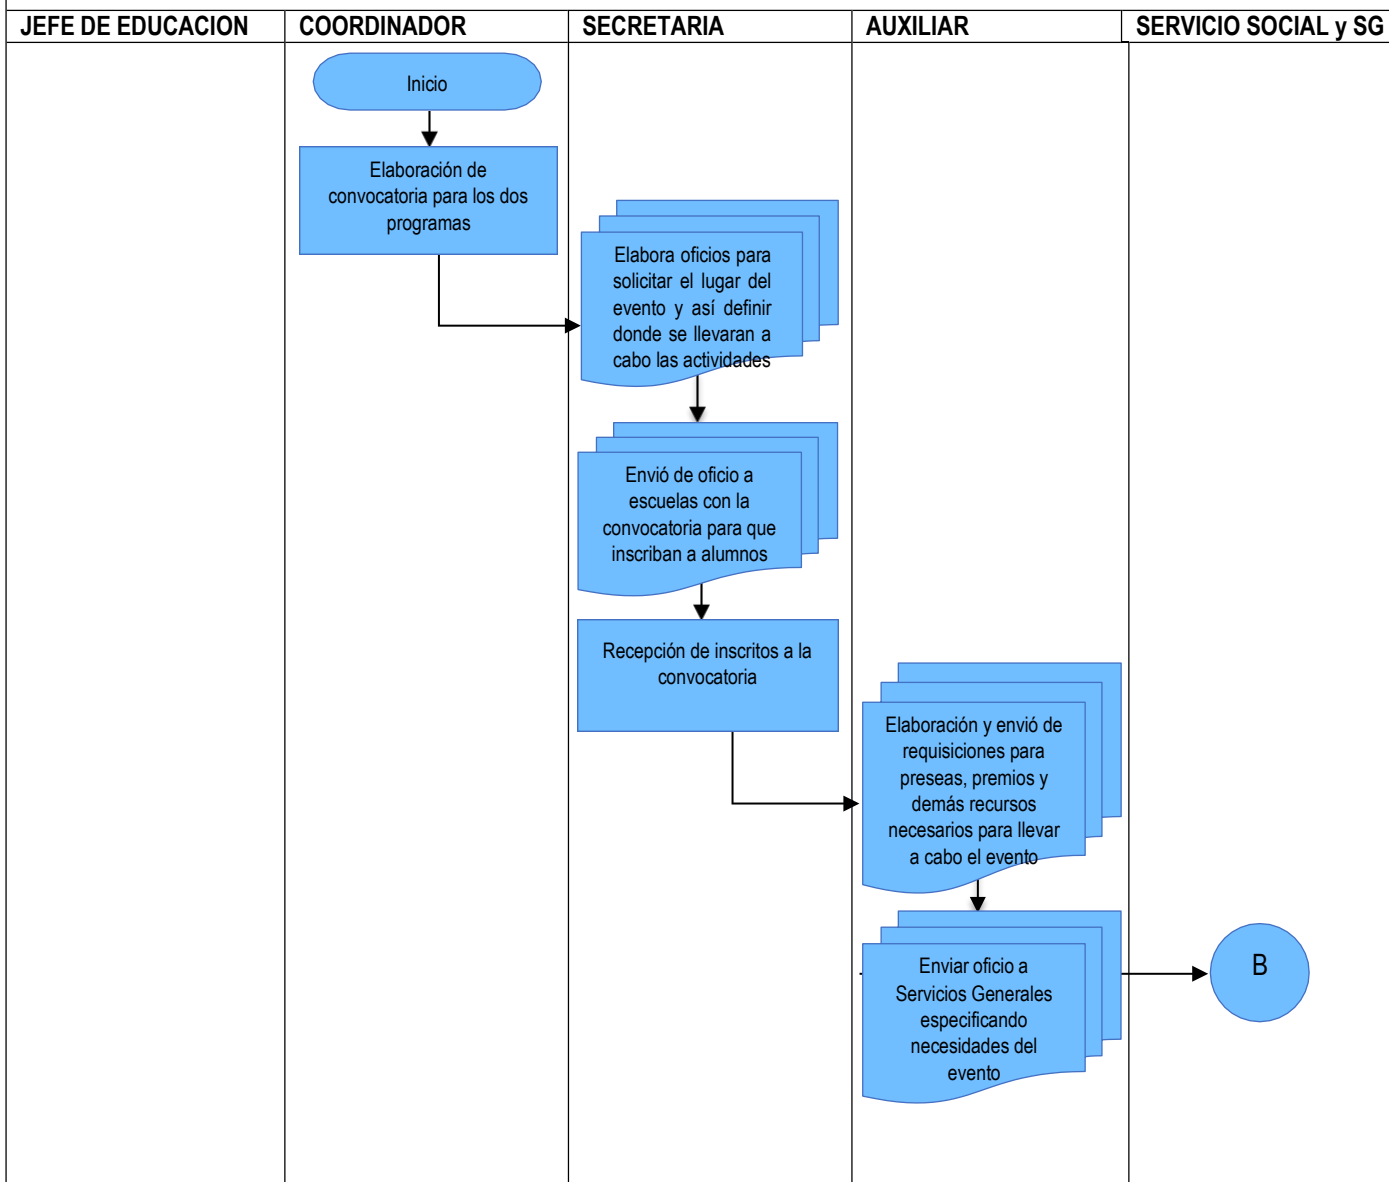 JEFE DE EDUCACION
COORDINADOR
SECRETARIA
AUXILIAR
SERVICIO SOCIAL y SG
Inicio
Elaboración de
convocatoria para los dos
programas
Elabora oficios para
solicitar el lugar del
evento y así definir
donde se llevaran a
cabo las actividades
Envió de oficio a
escuelas con la
convocatoria para que
inscriban a alumnos
Recepción de inscritos a la
convocatoria
Elaboración y envió de
requisiciones para
preseas, premios y
demás recursos
necesarios para llevar
a cabo el evento
Enviar oficio a
Servicios Generales
especificando
necesidades del
evento
B